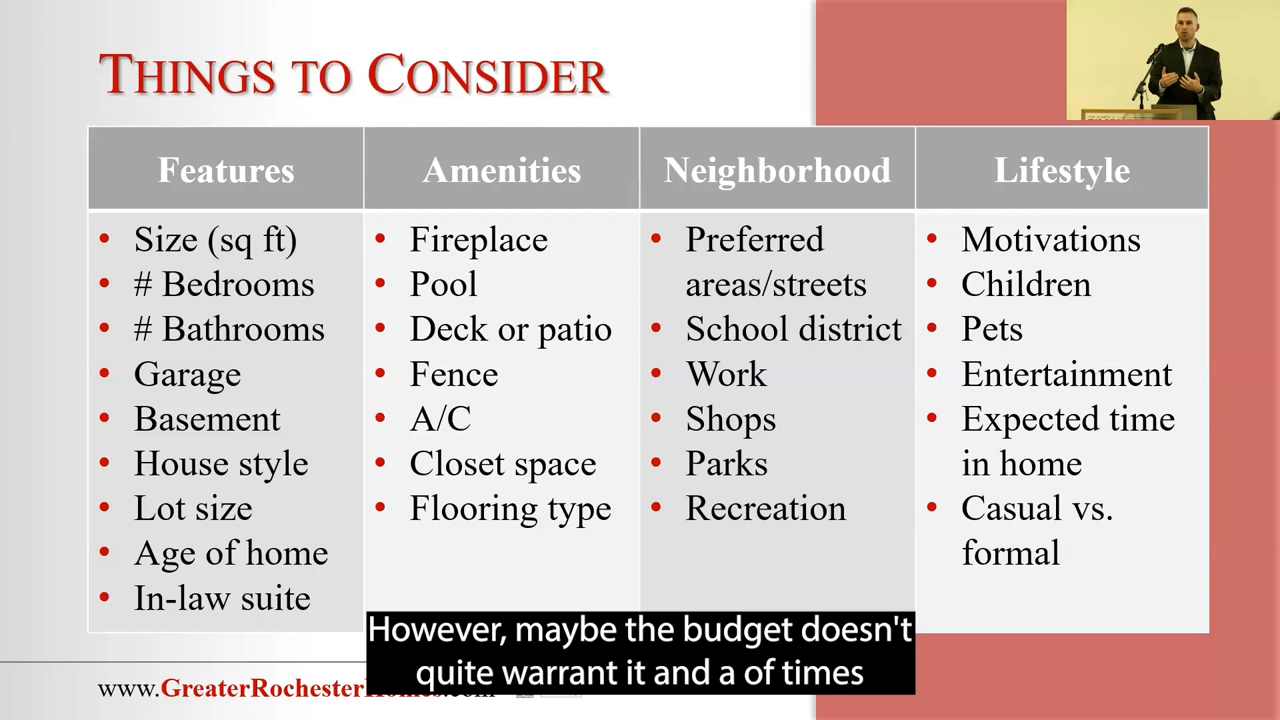 THINGS TO CONSIDER
Features
Amenities
Neighborhood
Lifestyle
• Size (sq ft)
• # Bedrooms
• # Bathrooms
• Garage
• Basement
• House style
• Lot size
• Age of home
• In-law suite
• Fireplace
• Pool
• Deck or patio
• Fence
• A/C
• Closet space
• Flooring type
• Preferred
areas/streets
• School district
• Work
• Shops
• Parks
• Recreation
• Motivations
• Children
• Pets
• Entertainment
• Expected time
in home
• Casual vs.
formal
However, maybe the budget doesn't
quite warrant it and a of times
www.GreaterRochesterHomes.com